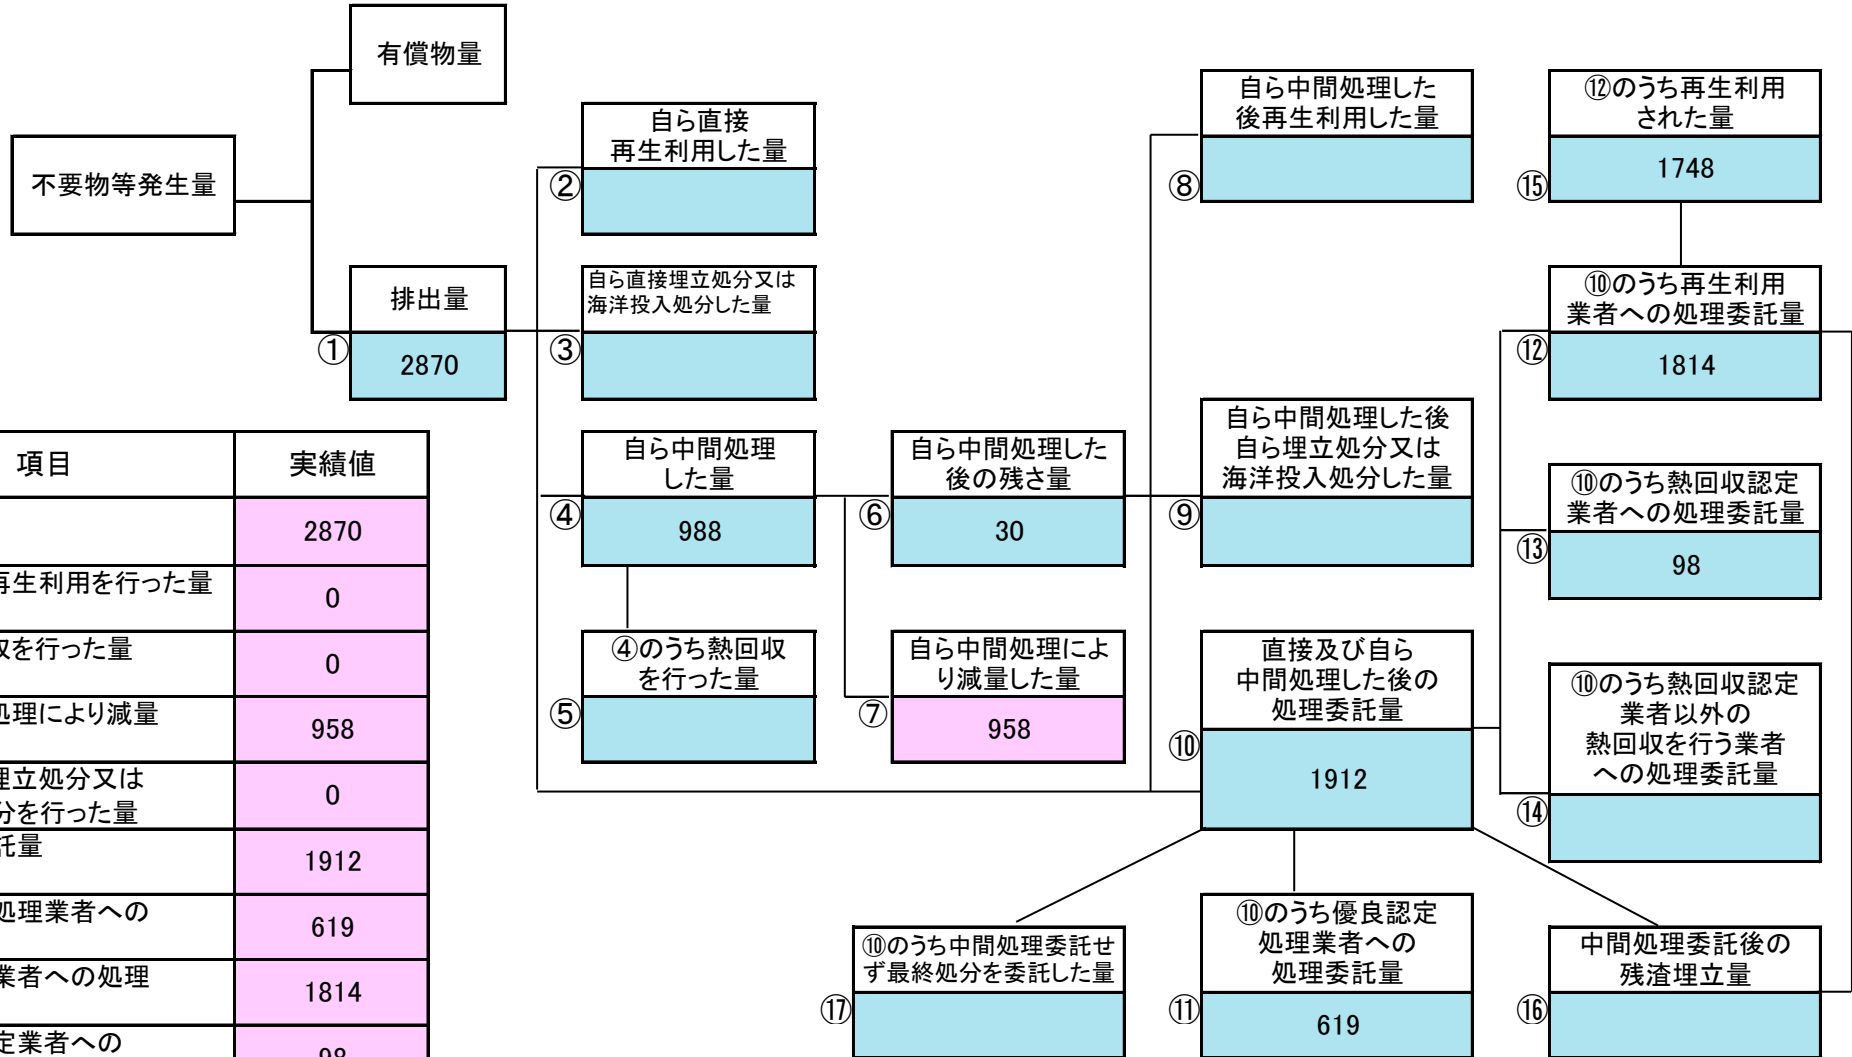 有償物量
不要物等発生量
排出量
①
2870
自ら直接
再生利用した量
②
自ら直接埋立処分又は
海洋投入処分した量
③
自ら中間処理
した量
④
988
④のうち熱回収
を行った量
⑤
自ら中間処理した
後の残さ量
⑥
30
自ら中間処理によ
り減量した量
⑦
958
自ら中間処理した
後再生利用した量
⑧
自ら中間処理した後
自ら埋立処分又は
海洋投入処分した量
⑨
直接及び自ら
中間処理した後の
処理委託量
⑩
1912
⑩のうち優良認定
処理業者への
処理委託量
⑪
619
⑫のうち再生利用
された量
⑮
1748
⑩のうち再生利用
業者への処理委託量
⑫
1814
⑩のうち熱回収認定
業者への処理委託量
⑬
98
⑩のうち熱回収認定
業者以外の
熱回収を行う業者
への処理委託量
⑭
中間処理委託後の
残渣埋立量
⑯
⑩のうち中間処理委託せ
ず最終処分を委託した量
⑰
項目
実績値
2870
再生利用を行った量
0
収を行った量
0
処理により減量
958
埋立処分又は
分を行った量
0
託量
1912
処理業者への
619
業者への処理
1814
定業者への
98